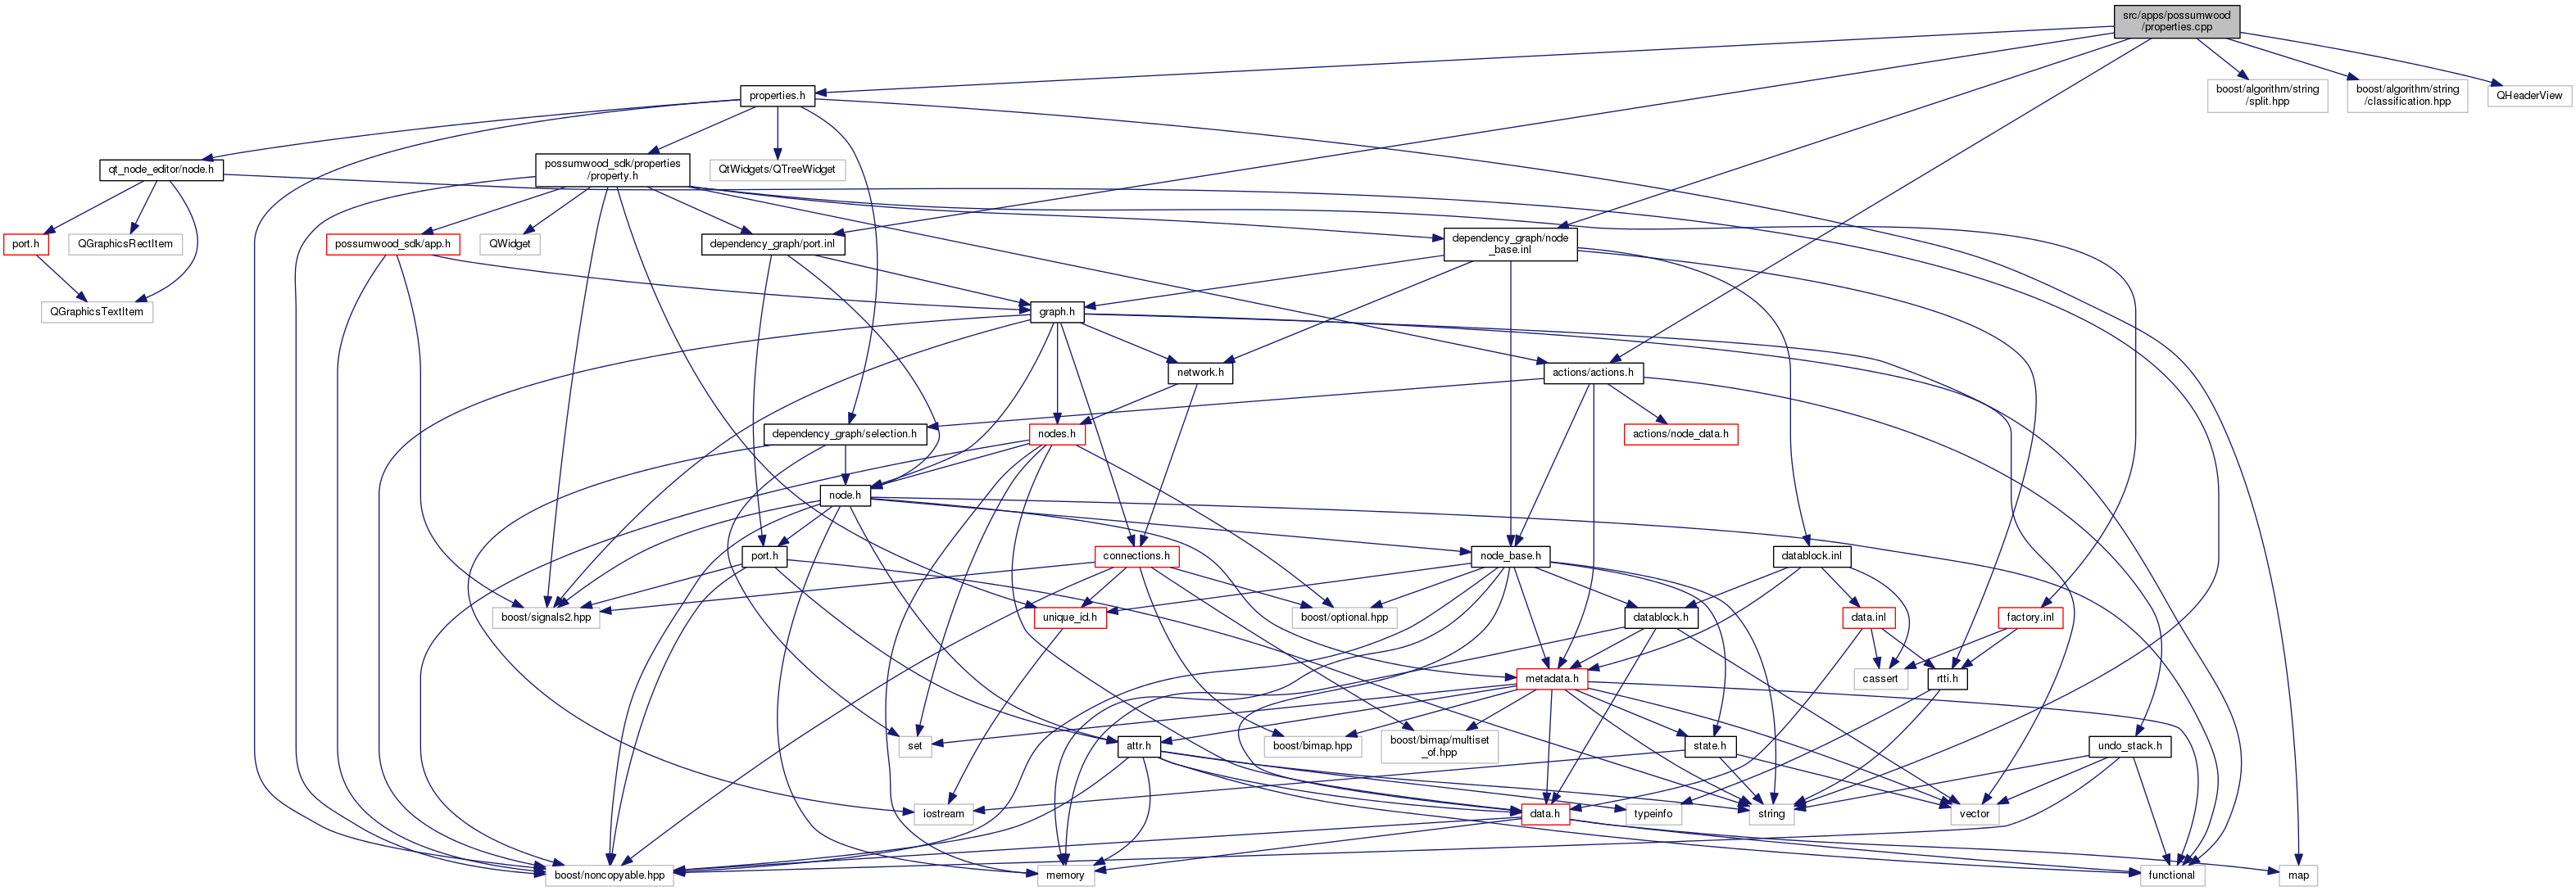 src/apps/possumwood
/properties.cpp
properties.h
boost/algorithm/string
/split.hpp
boost/algorithm/string
/classification.hpp
QHeaderView
qt_node_editor/node.h
possumwood_sdk/properties
/property.h
QtWidgets/QTreeWidget
port.h
QGraphicsRectItem
possumwood_sdk/app.h
QWidget
dependency_graph/port.inl
dependency_graph/node
_base.inl
QGraphicsTextItem
graph.h
network.h
actions/actions.h
dependency_graph/selection.h
nodes.h
actions/node_data.h
node.h
port.h
connections.h
node_base.h
datablock.inl
boost/signals2.hpp
unique_id.h
boost/optional.hpp
datablock.h
data.inl
factory.inl
metadata.h
cassert
rtti.h
set
attr.h
boost/bimap.hpp
boost/bimap/multiset
_of.hpp
state.h
undo_stack.h
iostream
data.h
typeinfo
string
vector
boost/noncopyable.hpp
memory
functional
map